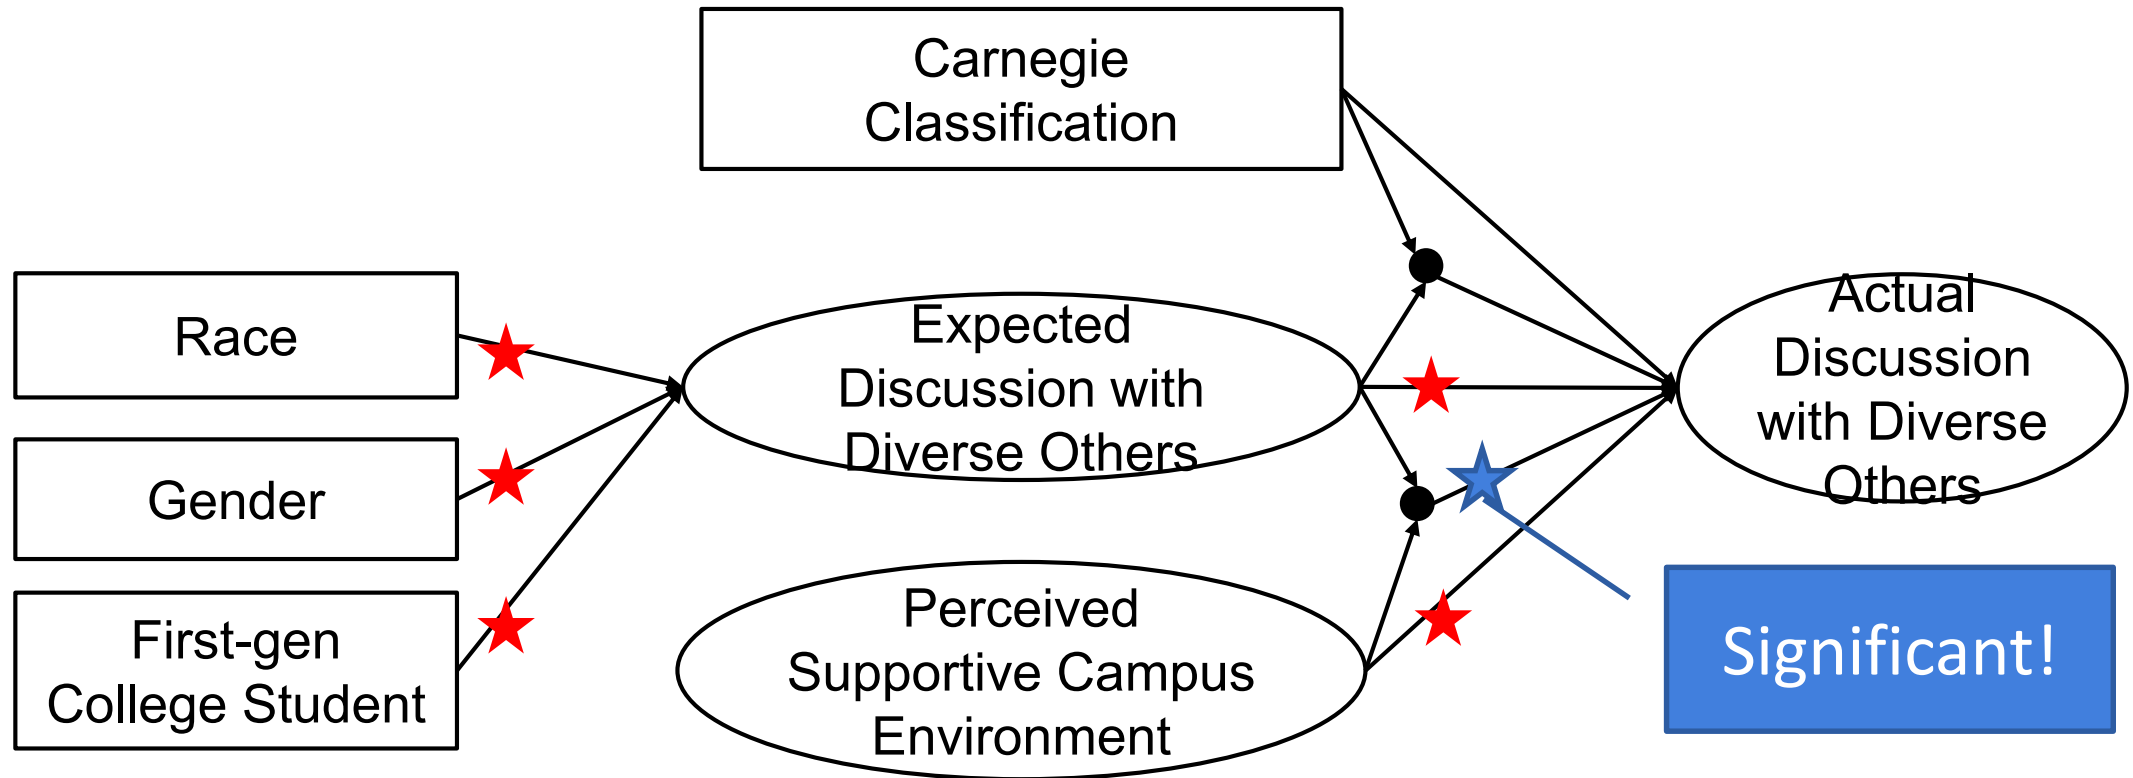 Carnegie
Classification
Race
Gender
First-gen
College Student
Expected
Discussion with
Diverse Others
Perceived
Supportive Campus
Environment
Actual
Discussion
with Diverse
Others
Significant!